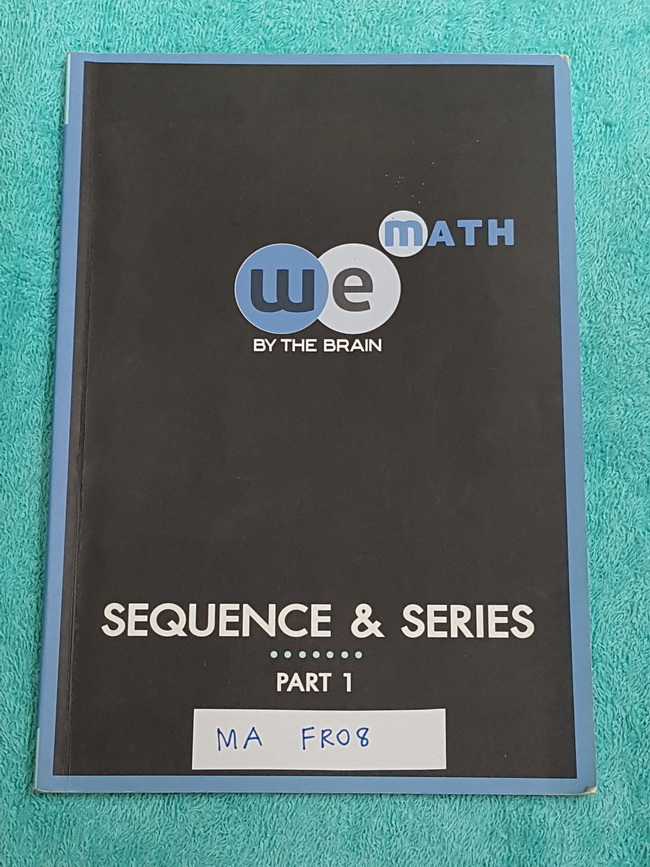 mATH
we
BY THE BRAIN
SEQUENCE & SERIES
PART 1
MA FR08